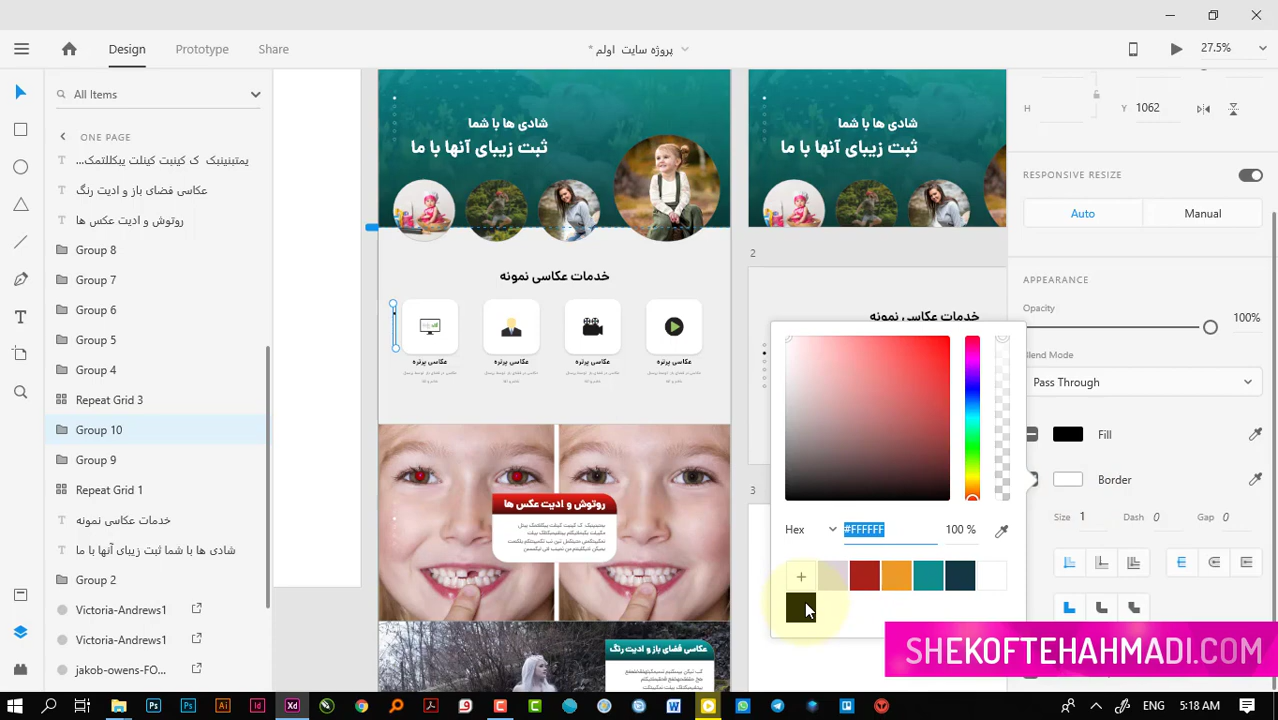 Design
Prototype
Share
پروژه سایت اولم *
27.5%
All Items
ONE PAGE
یمتبنینیک ک کینبت کینلت بیکللتمک...
عکاسی فضای باز و ادیت رنگ
روتوش و ادیت عکس ها
Group 8
Group 7
Group 6
Group 5
Group 4
Repeat Grid 3
Group 10
Group 9
Repeat Grid 1
خدمات عکاسی نمونه
شادی ها با شما ثبت زیبای آنها با ما
Group 2
Victoria-Andrews1
Victoria-Andrews1
jakob-owens-FO...
شادی ها با شما
ثبت زیبای آنها با ما
خدمات عکاسی نمونه
عکاسی پرتره
عکاسی پرتره
عکاسی پرتره
عکاسی پرتره
روتوش و ادیت عکس ها
عکاسی فضای باز و ادیت رنگ
شادی ها با شما
ثبت زیبای آنها با ما
2
خدمات عکاسی نمونه
3
H
Y 1062
RESPONSIVE RESIZE
Auto
Manual
APPEARANCE
Opacity
100%
Blend Mode
Pass Through
Fill
Border
Size 1 Dash 0 Gap 0
Hex
#FFFFFF
100 %
SHEKOFTEHAHMADI.COM
ENG
5:18 AM